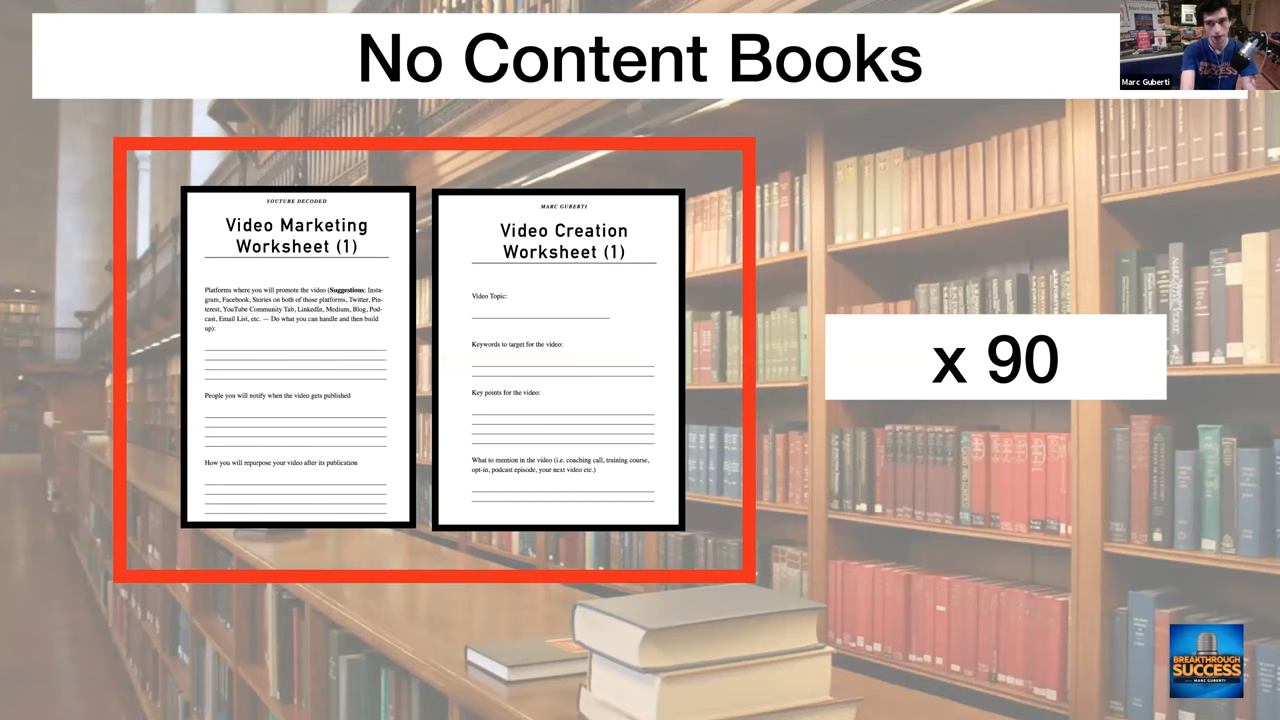 No Content Books
Marc Guberti
YOUTUBE DECODED
Video Marketing
Worksheet (1)
Platforms where you will promote the video (Suggestions: Insta-
gram, Facebook, Stories on both of those platforms, Twitter, Pin-
terest, YouTube Community Tab, LinkedIn, Medium, Blog, Pod-
cast, Email List, etc. — Do what you can handle and then build
up):
People you will notify when the video gets published
How you will repurpose your video after its publication
MARC GUBERTI
Video Creation
Worksheet (1)
Video Topic:
Keywords to target for the video:
Key points for the video:
What to mention in the video (i.e. coaching call, training course,
opt-in, podcast episode, your next video etc.)
x 90
BREAKTHROUGH
SUCCESS
MARC GUBERTI